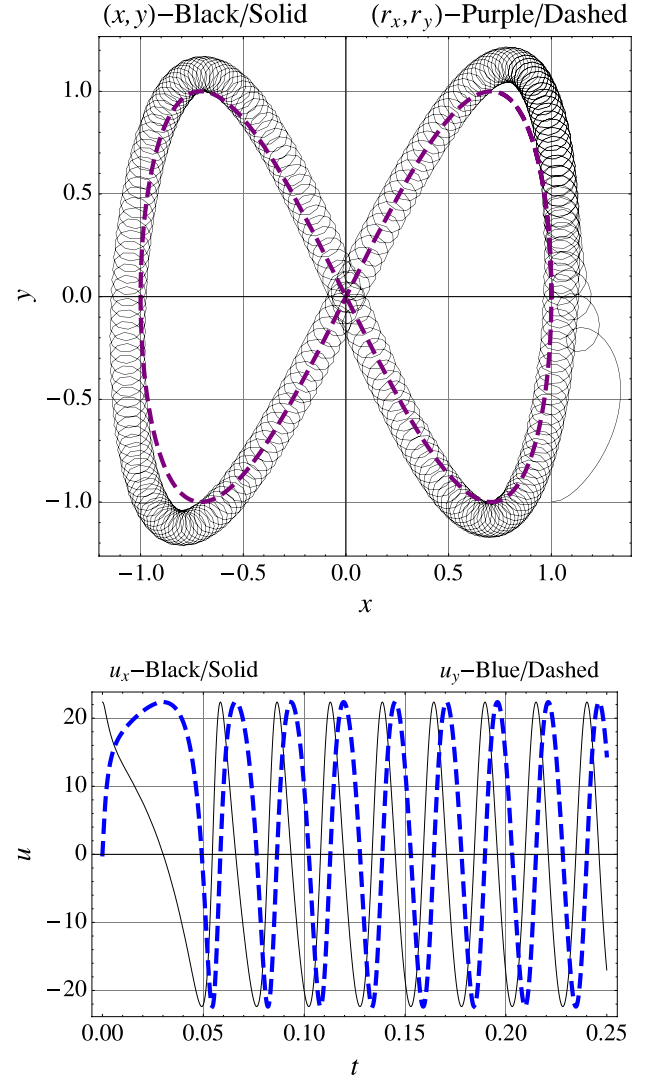 (x, y)−Black/Solid (r_x, r_y)−Purple/Dashed
1.0
0.5
0.0
−0.5
−1.0
y
−1.0 −0.5 0.0 0.5 1.0
x
u_x−Black/Solid u_y−Blue/Dashed
20
10
0
−10
−20
u
0.00 0.05 0.10 0.15 0.20 0.25
t